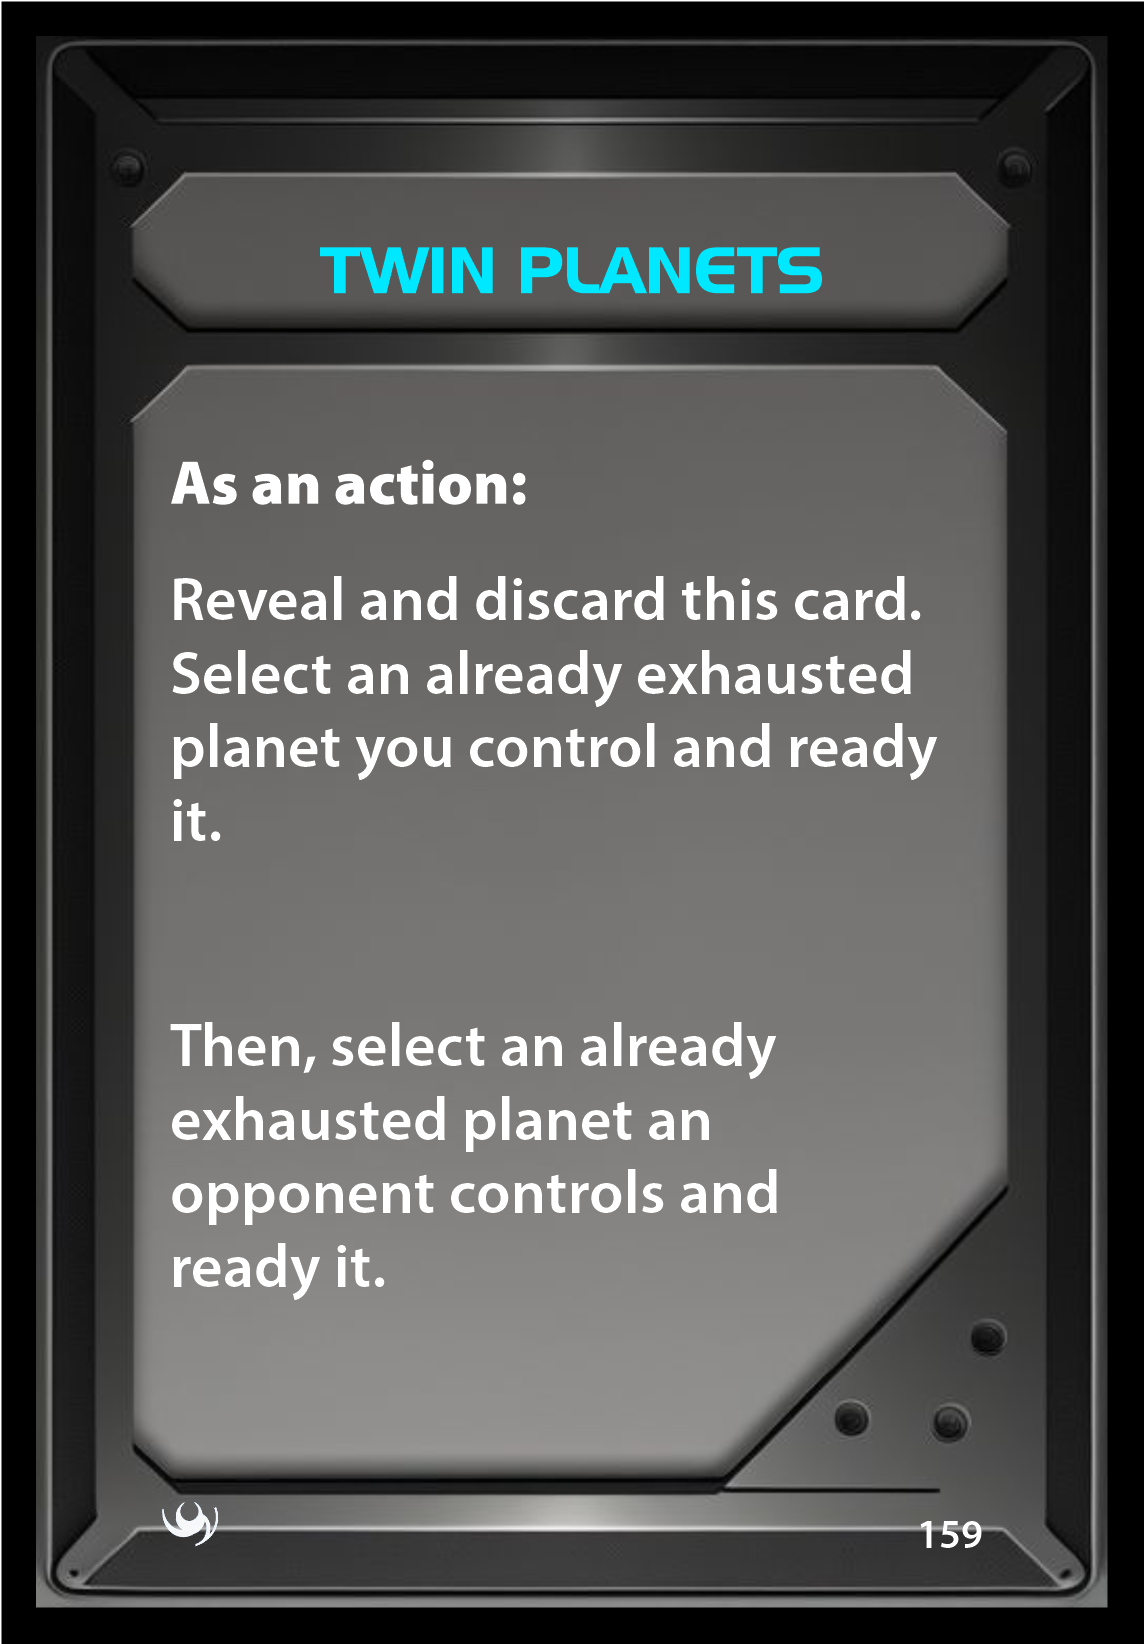 TWIN PLANETS
As an action:
Reveal and discard this card.
Select an already exhausted
planet you control and ready
it.
Then, select an already
exhausted planet an
opponent controls and
ready it.
159